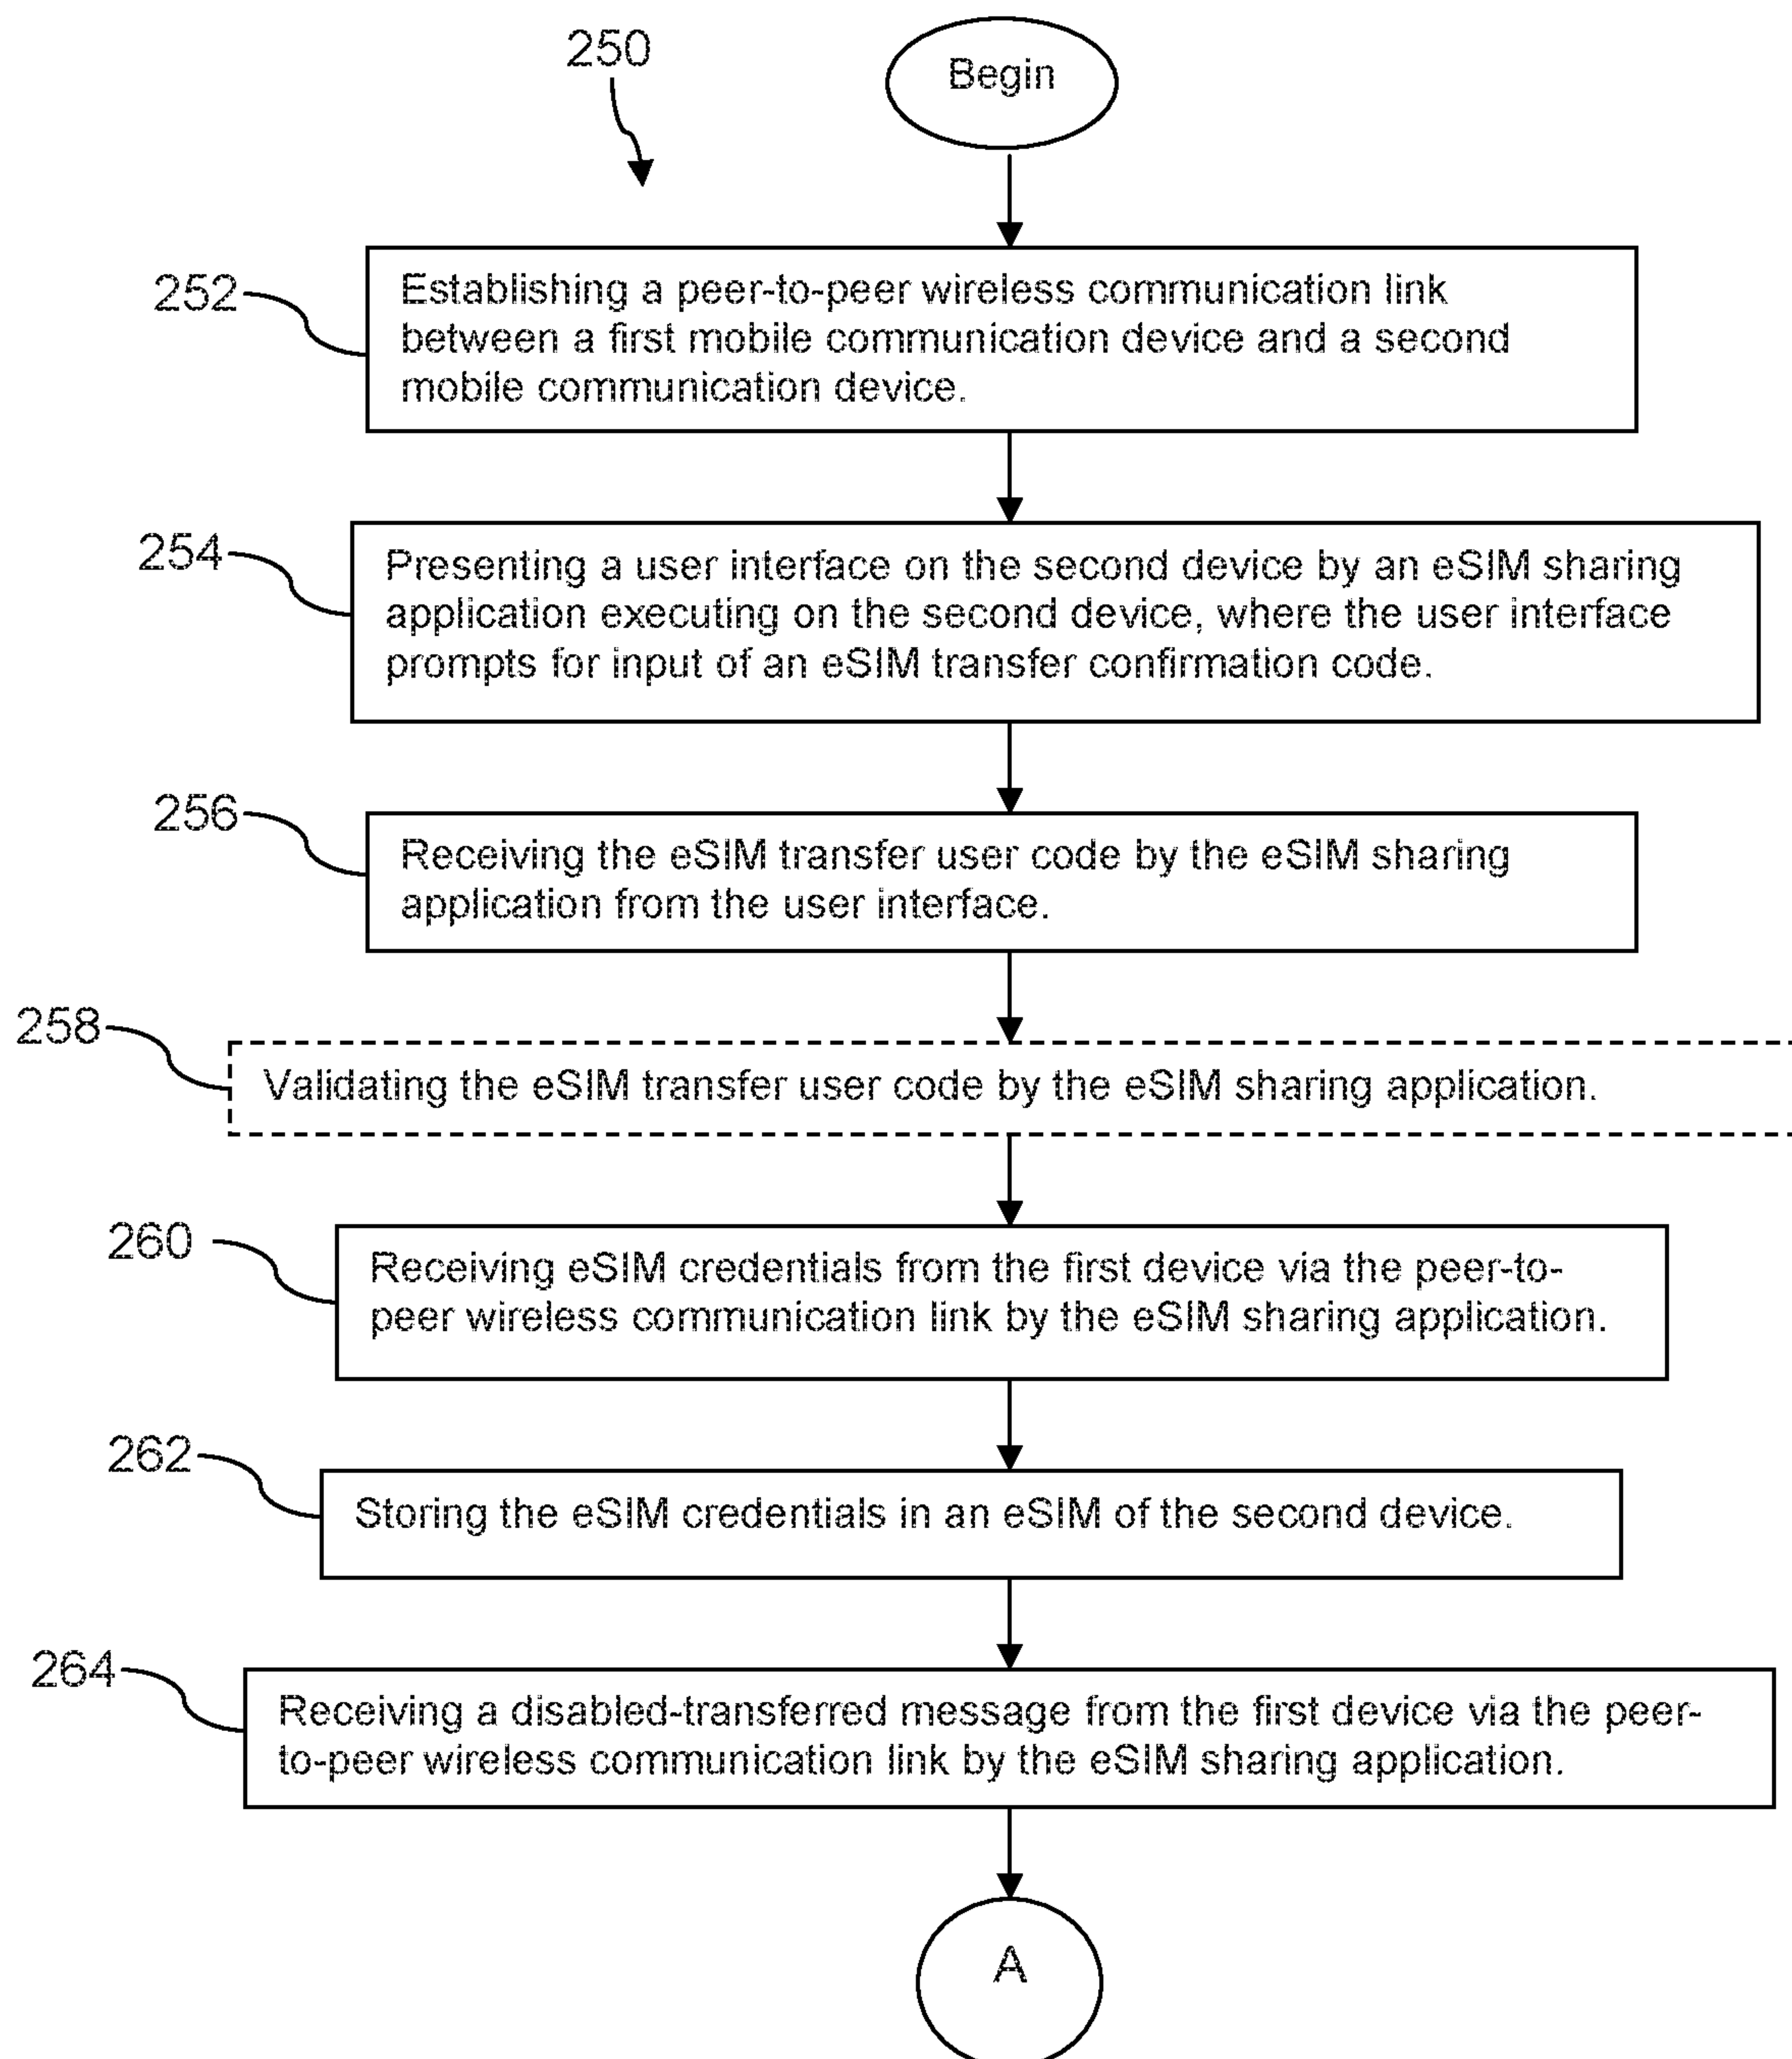 250
Begin
252
Establishing a peer-to-peer wireless communication link
between a first mobile communication device and a second
mobile communication device.
254
Presenting a user interface on the second device by an eSIM sharing
application executing on the second device, where the user interface
prompts for input of an eSIM transfer confirmation code.
256
Receiving the eSIM transfer user code by the eSIM sharing
application from the user interface.
258
Validating the eSIM transfer user code by the eSIM sharing application.
260
Receiving eSIM credentials from the first device via the peer-to-
peer wireless communication link by the eSIM sharing application.
262
Storing the eSIM credentials in an eSIM of the second device.
264
Receiving a disabled-transferred message from the first device via the peer-
to-peer wireless communication link by the eSIM sharing application.
A